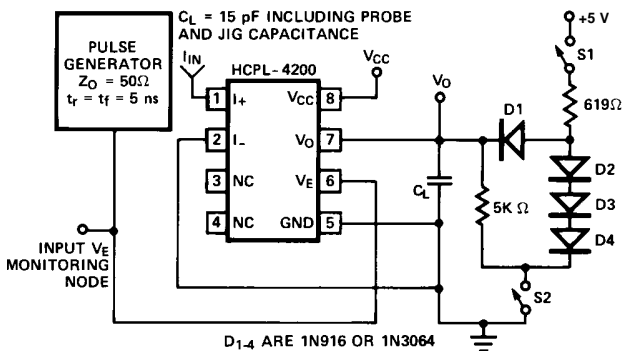 C_L = 15 pF INCLUDING PROBE
AND JIG CAPACITANCE
PULSE
GENERATOR
Z_O = 50Ω
t_r = t_f = 5 ns
I_IN
HCPL-4200
V_CC
1 I+
V_CC 8
2 I-
V_O 7
3 NC
V_E 6
4 NC
GND 5
V_O
C_L
5K Ω
D1
+5 V
S1
619Ω
D2
D3
D4
S2
INPUT V_E
MONITORING
NODE
D_1-4 ARE 1N916 OR 1N3064